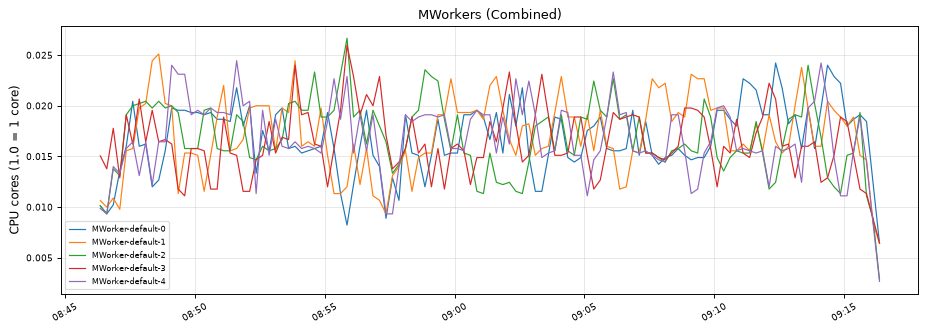 MWorkers (Combined)
CPU cores (1.0 = 1 core)
0.025
0.020
0.015
0.010
0.005
MWorker-default-0
MWorker-default-1
MWorker-default-2
MWorker-default-3
MWorker-default-4
08:45
08:50
08:55
09:00
09:05
09:10
09:15